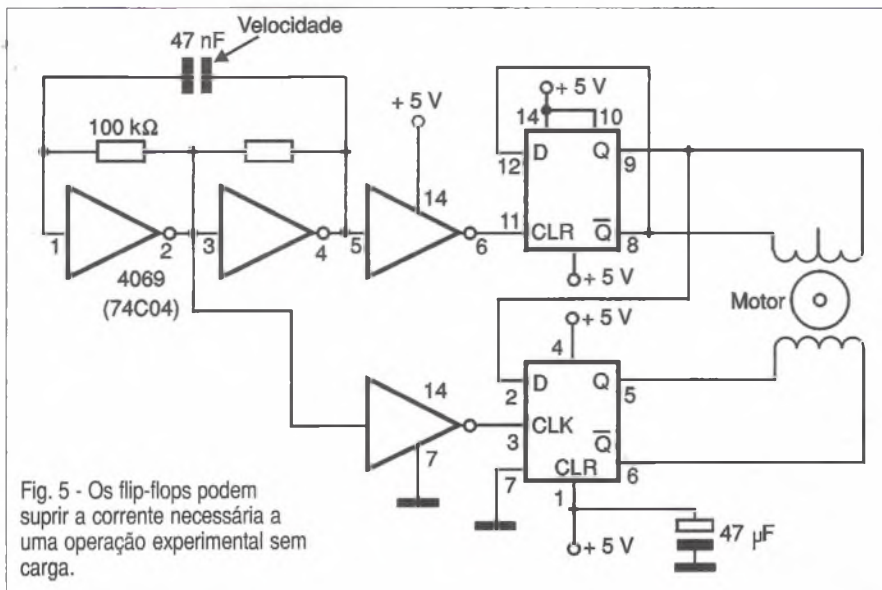 Velocidade
47 nF
+ 5 V
100 kΩ
+ 5 V
14 10
12 D Q 9
14
1 2 3 4 5 6
11 CLR Q̅ 8
4069
(74C04)
+ 5 V
+ 5 V
Motor
4
14
2 D Q 5
3 CLK Q̅
7
7 CLR 6
1
47 µF
+ 5 V
Fig. 5 - Os flip-flops podem
suprir a corrente necessária a
uma operação experimental sem
carga.